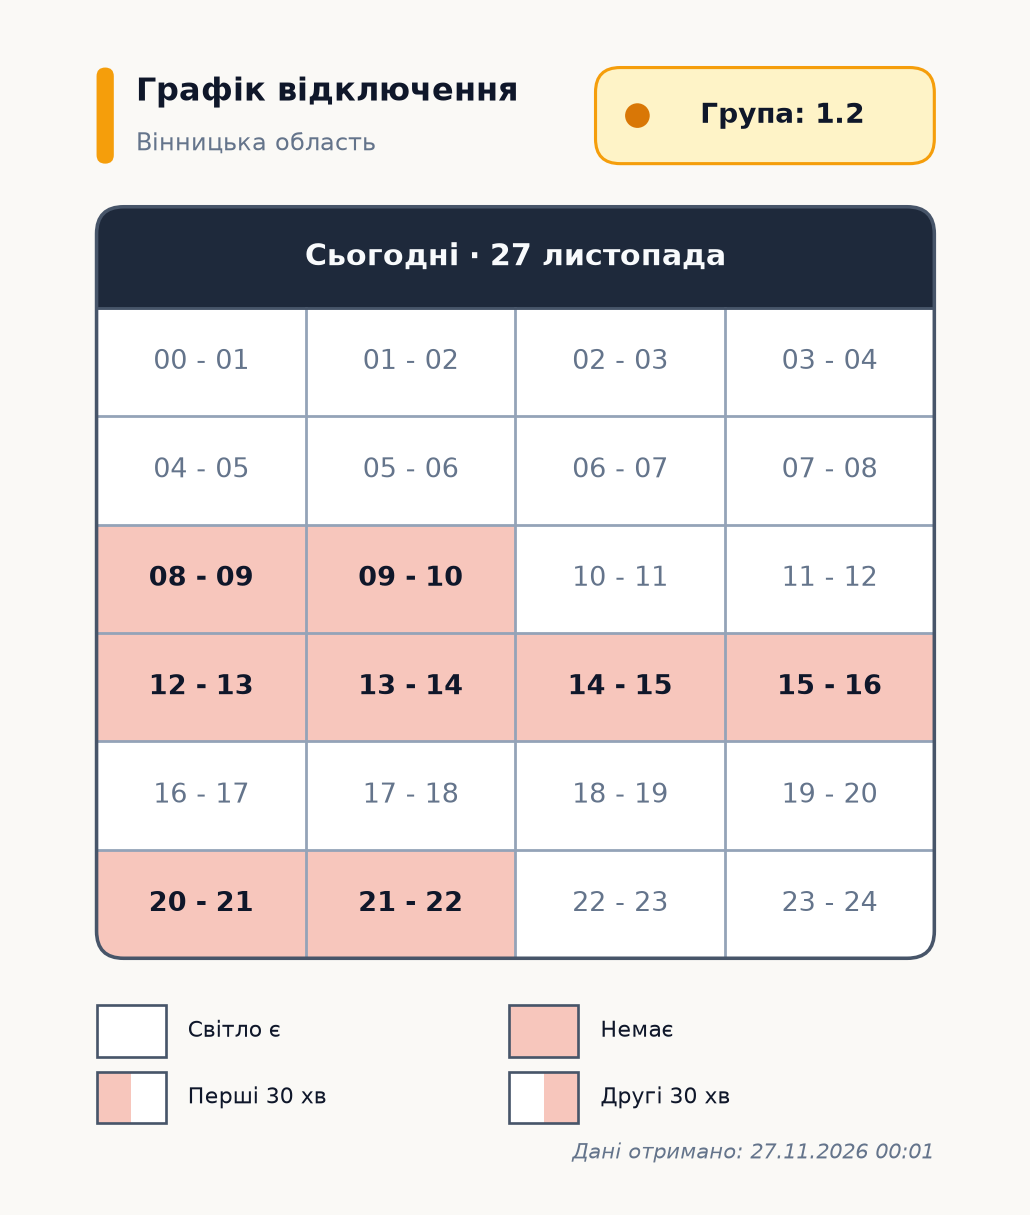 Графік відключення
Вінницька область
Група: 1.2
Сьогодні · 27 листопада
00 - 01 01 - 02 02 - 03 03 - 04
04 - 05 05 - 06 06 - 07 07 - 08
08 - 09 09 - 10 10 - 11 11 - 12
12 - 13 13 - 14 14 - 15 15 - 16
16 - 17 17 - 18 18 - 19 19 - 20
20 - 21 21 - 22 22 - 23 23 - 24
Світло є Немає
Перші 30 хв Другі 30 хв
Дані отримано: 27.11.2026 00:01